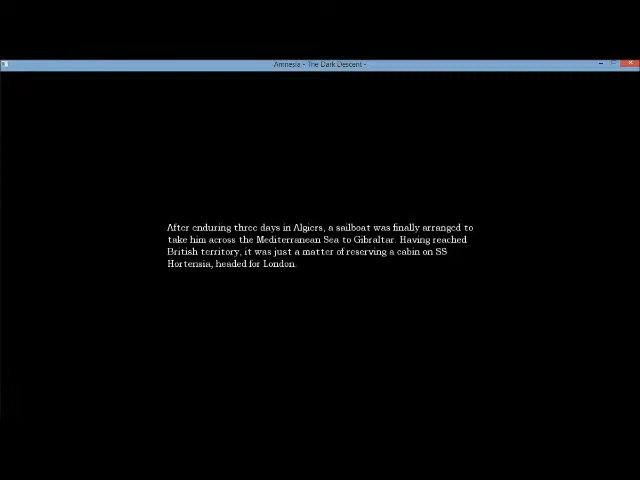 Amnesia - The Dark Descent -
After enduring three days in Algiers, a sailboat was finally arranged to
take him across the Mediterranean Sea to Gibraltar. Having reached
British territory, it was just a matter of reserving a cabin on SS
Hortensia, headed for London.